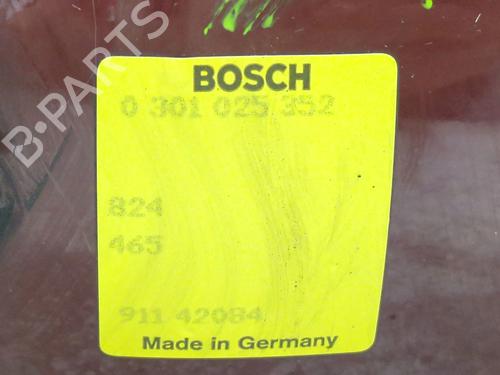 B-PARTS
BOSCH
0 301 025 352
824
465
911 42084
Made in Germany